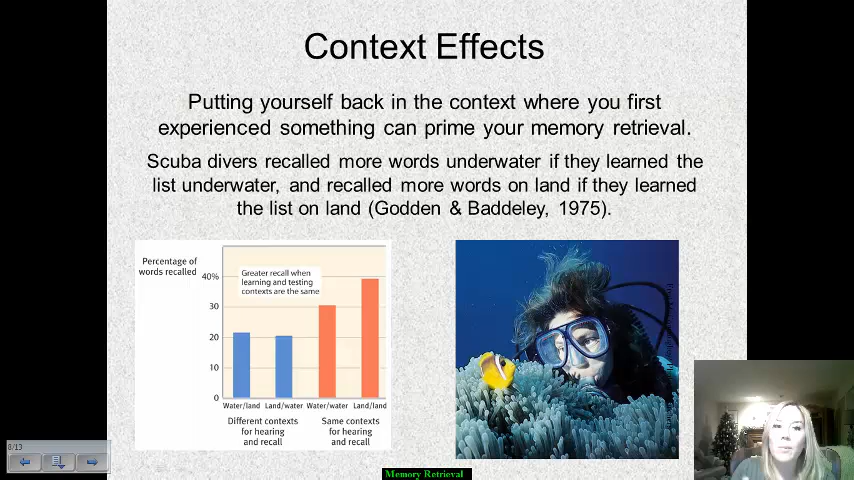 Context Effects
Putting yourself back in the context where you first
experienced something can prime your memory retrieval.
Scuba divers recalled more words underwater if they learned the
list underwater, and recalled more words on land if they learned
the list on land (Godden & Baddeley, 1975).
Percentage of
words recalled
40%
30
20
10
0
Greater recall when
learning and testing
contexts are the same
Water/land Land/water Water/water Land/land
Different contexts
for hearing
and recall
Same contexts
for hearing
and recall
8/13
Memory Retrieval